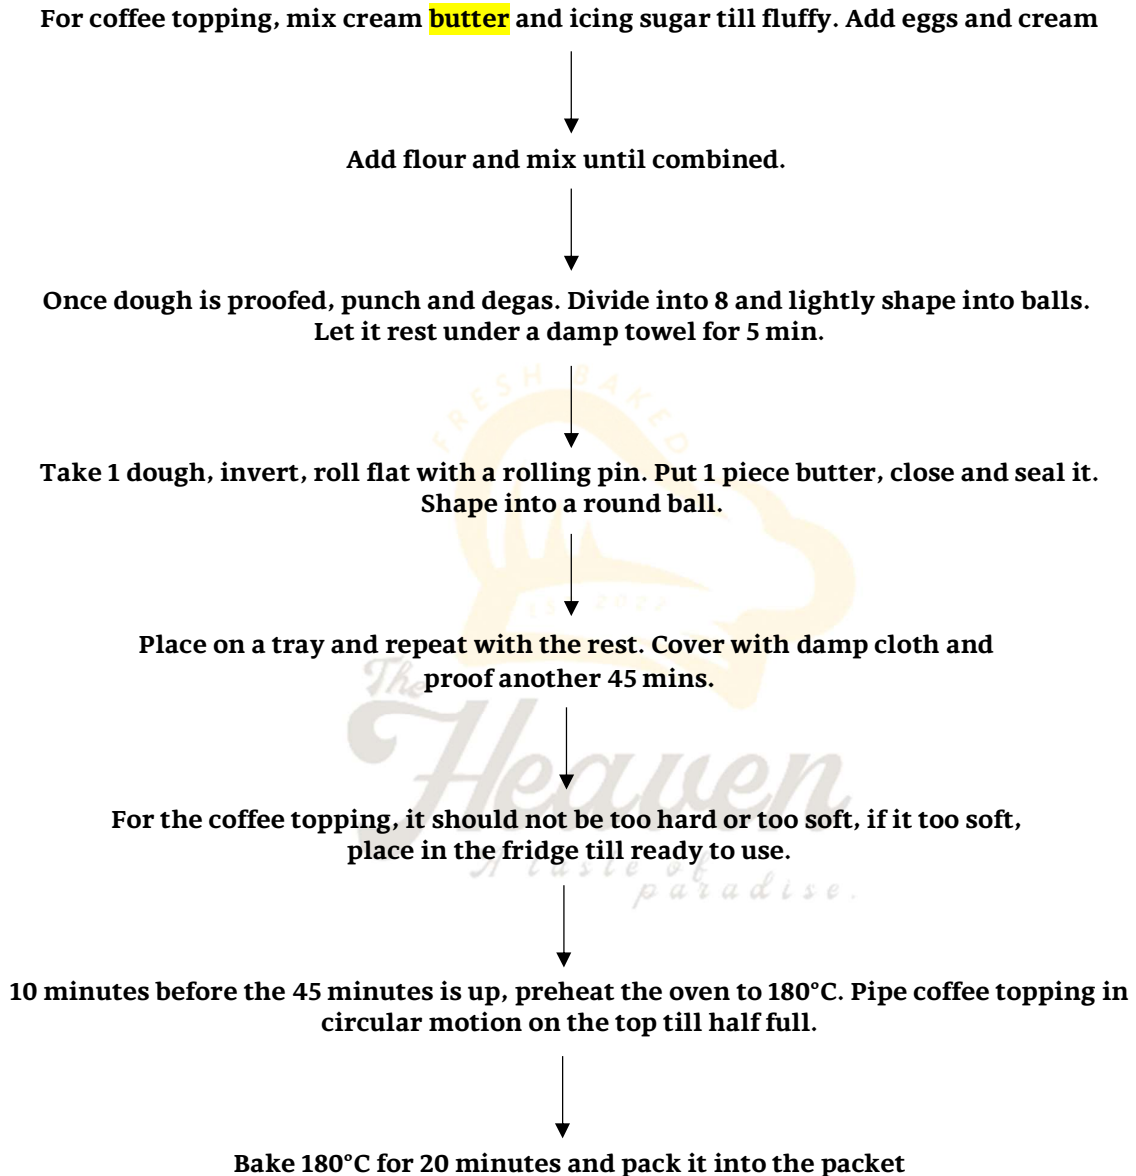 For coffee topping, mix cream butter and icing sugar till fluffy. Add eggs and cream
Add flour and mix until combined.
Once dough is proofed, punch and degas. Divide into 8 and lightly shape into balls.
Let it rest under a damp towel for 5 min.
FRESH BAKED
Take 1 dough, invert, roll flat with a rolling pin. Put 1 piece butter, close and seal it.
Shape into a round ball.
Place on a tray and repeat with the rest. Cover with damp cloth and
proof another 45 mins.
The
Heaven
For the coffee topping, it should not be too hard or too soft, if it too soft,
place in the fridge till ready to use.
A taste of
paradise.
10 minutes before the 45 minutes is up, preheat the oven to 180°C. Pipe coffee topping in
circular motion on the top till half full.
Bake 180°C for 20 minutes and pack it into the packet